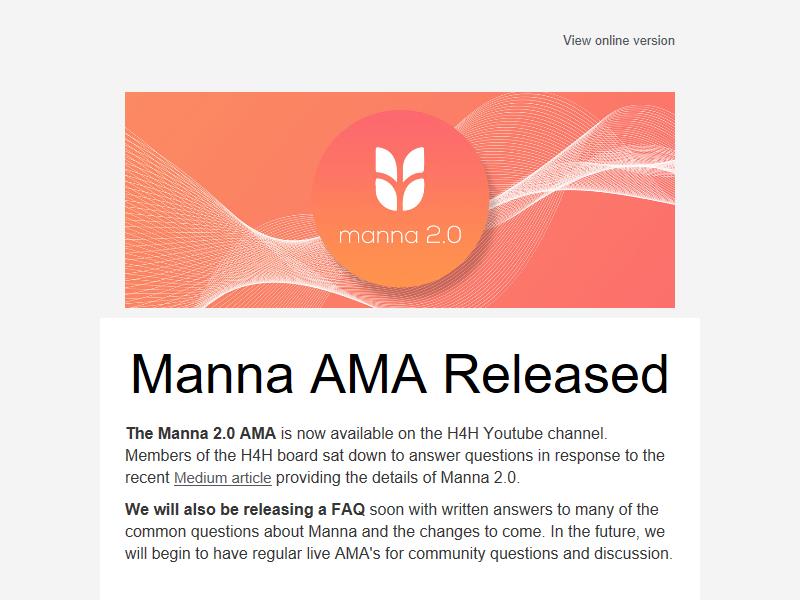 View online version
manna 2.0
Manna AMA Released
The Manna 2.0 AMA is now available on the H4H Youtube channel.
Members of the H4H board sat down to answer questions in response to the
recent Medium article providing the details of Manna 2.0.
We will also be releasing a FAQ soon with written answers to many of the
common questions about Manna and the changes to come. In the future, we
will begin to have regular live AMA's for community questions and discussion.